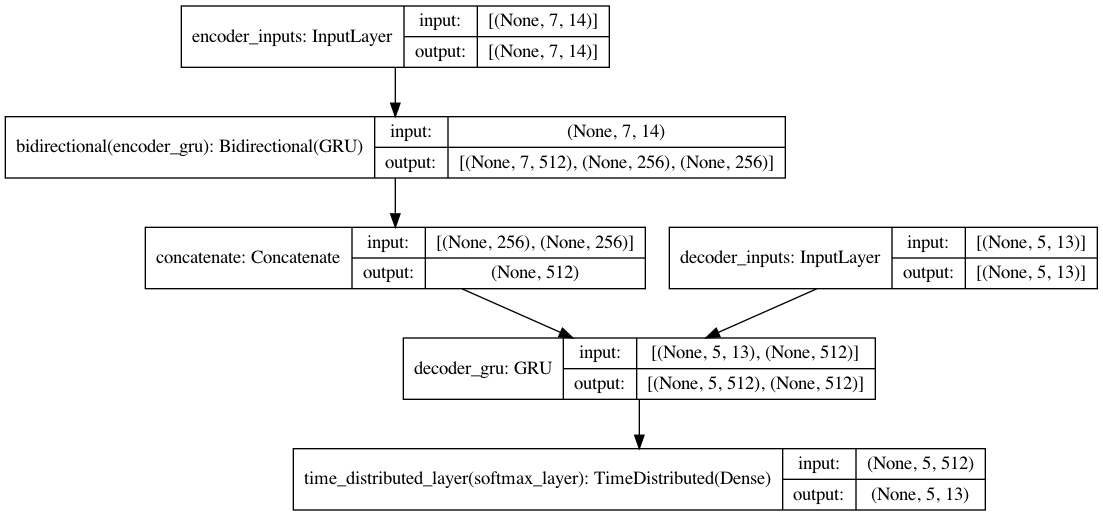 encoder_inputs: InputLayer
input:
[(None, 7, 14)]
output:
[(None, 7, 14)]
bidirectional(encoder_gru): Bidirectional(GRU)
input:
(None, 7, 14)
output:
[(None, 7, 512), (None, 256), (None, 256)]
concatenate: Concatenate
input:
[(None, 256), (None, 256)]
output:
(None, 512)
decoder_inputs: InputLayer
input:
[(None, 5, 13)]
output:
[(None, 5, 13)]
decoder_gru: GRU
input:
[(None, 5, 13), (None, 512)]
output:
[(None, 5, 512), (None, 512)]
time_distributed_layer(softmax_layer): TimeDistributed(Dense)
input:
(None, 5, 512)
output:
(None, 5, 13)